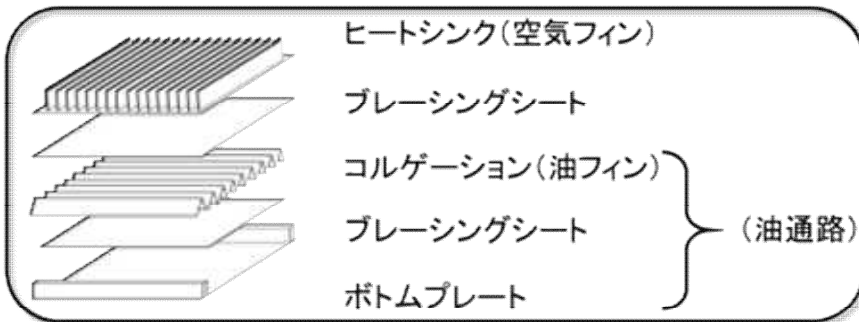 ヒートシンク(空気フィン)
ブレーシングシート
コルゲーション(油フィン)
ブレーシングシート
(油通路)
ボトムプレート